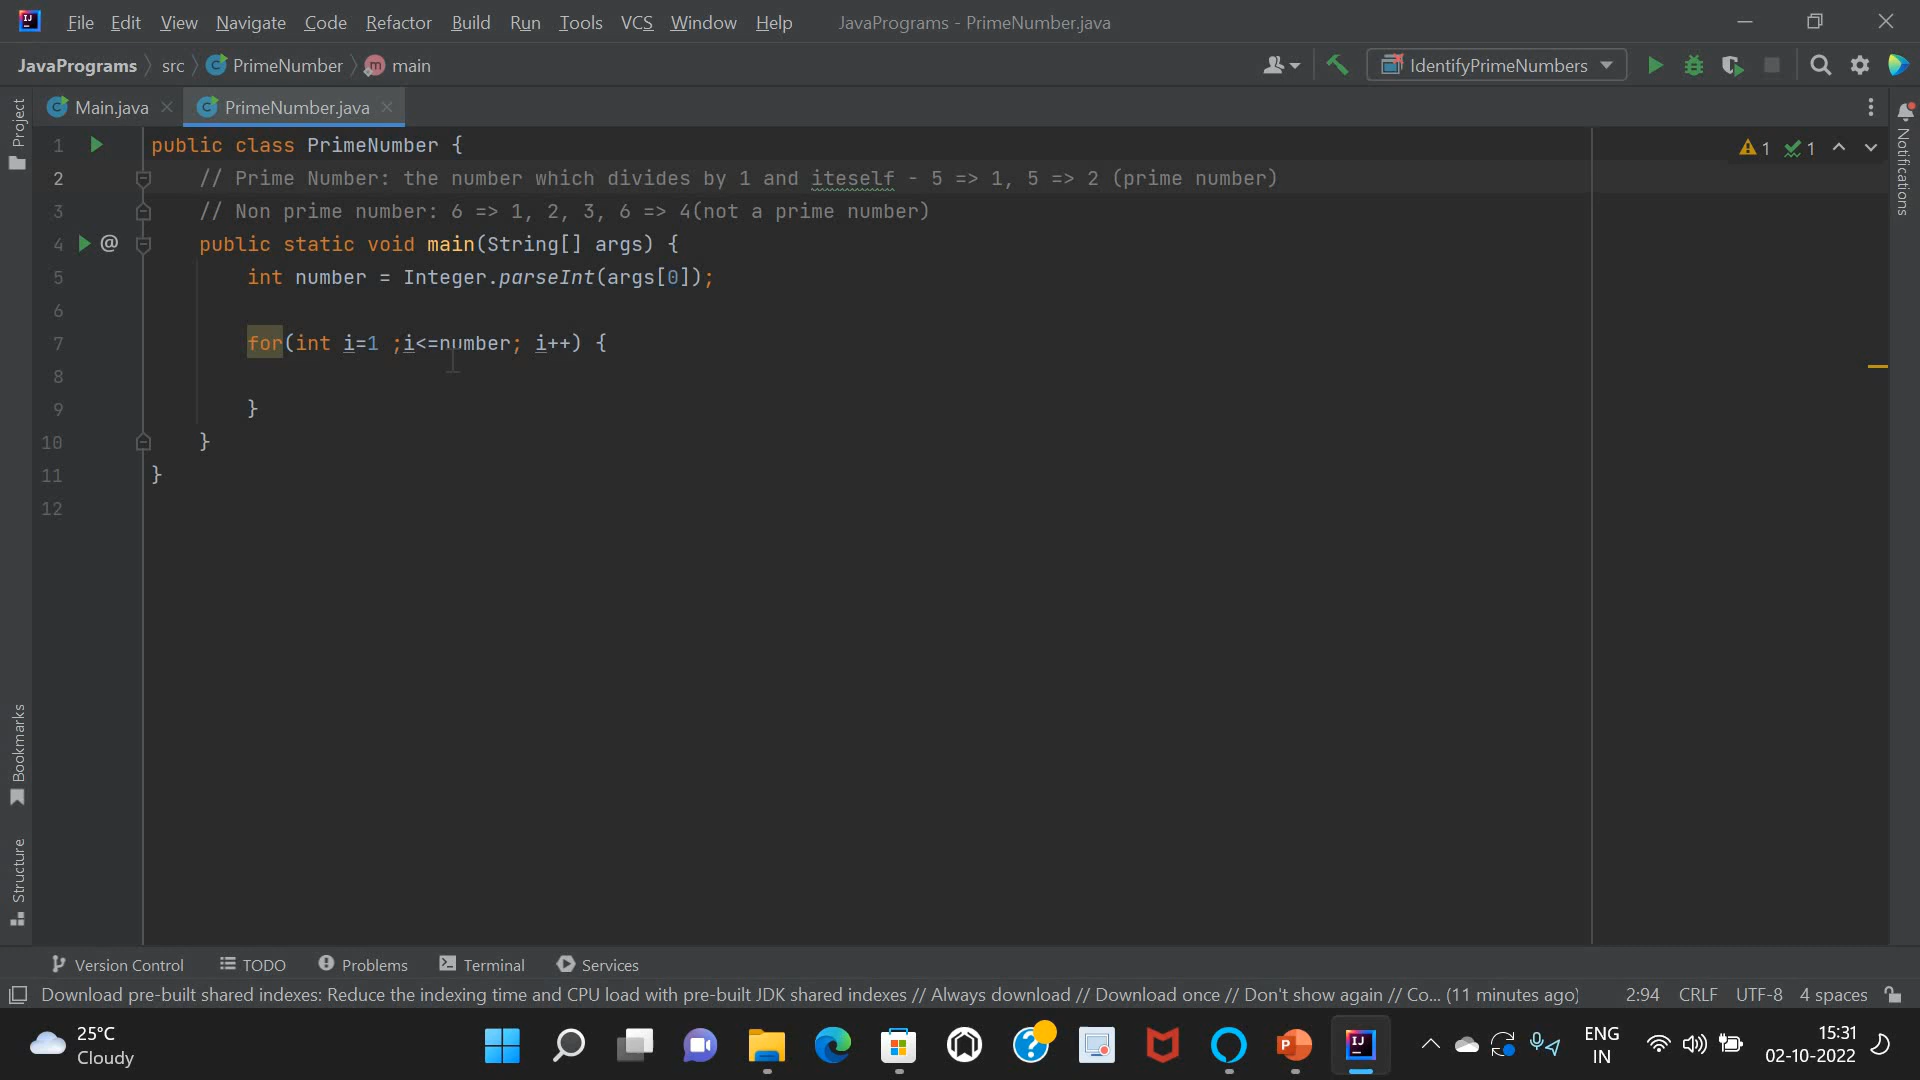 File Edit View Navigate Code Refactor Build Run Tools VCS Window Help JavaPrograms - PrimeNumber.java
JavaPrograms src PrimeNumber main IdentifyPrimeNumbers
Main.java PrimeNumber.java
Project
Notifications
1 public class PrimeNumber { 1 1
2 // Prime Number: the number which divides by 1 and iteself - 5 => 1, 5 => 2 (prime number)
3 // Non prime number: 6 => 1, 2, 3, 6 => 4(not a prime number)
4 @ public static void main(String[] args) {
5 int number = Integer.parseInt(args[0]);
6
7 for(int i=1 ;i<=number; i++) {
8
9 }
10 }
11 }
12
Bookmarks
Structure
Version Control TODO Problems Terminal Services
Download pre-built shared indexes: Reduce the indexing time and CPU load with pre-built JDK shared indexes // Always download // Download once // Don't show again // Co... (11 minutes ago) 2:94 CRLF UTF-8 4 spaces
25°C
Cloudy
ENG
IN
15:31
02-10-2022